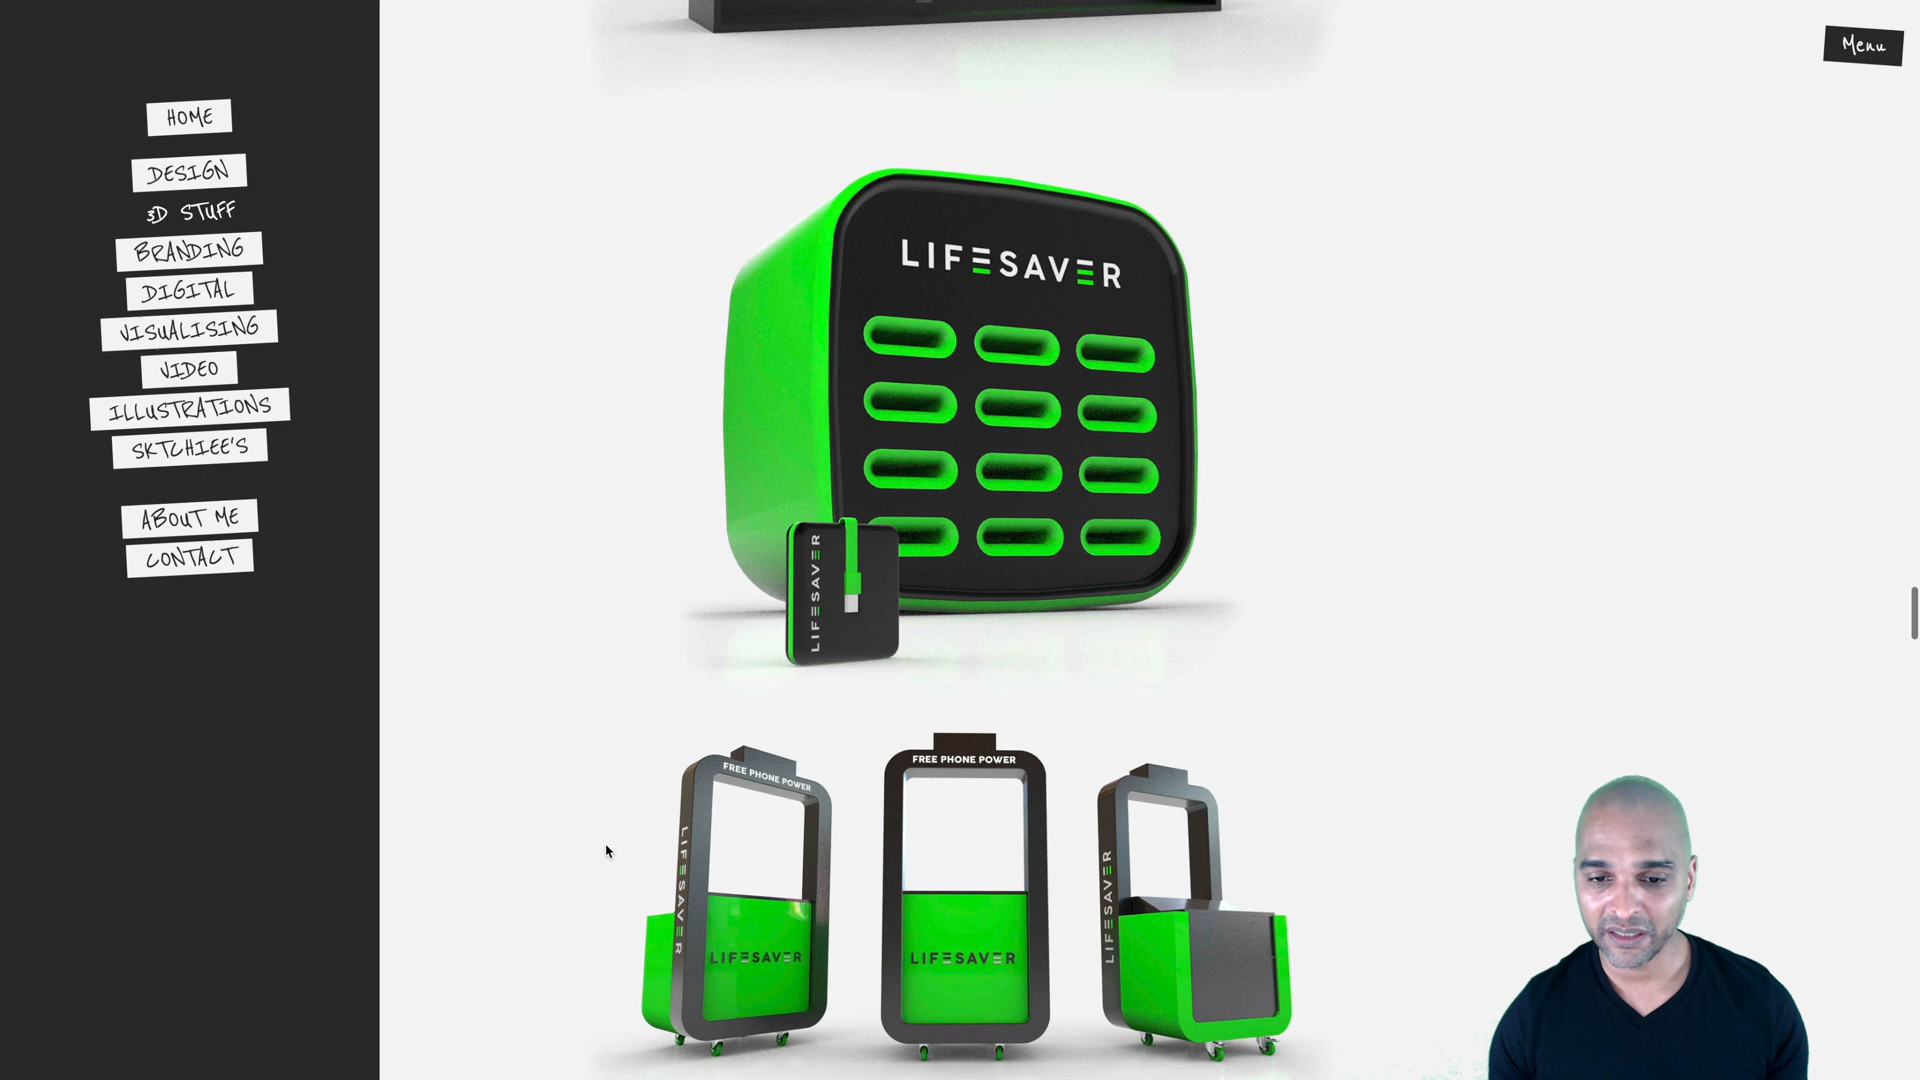 Menu
HOME
DESIGN
3D STUFF
BRANDING
DIGITAL
VISUALISING
VIDEO
ILLUSTRATIONS
SKTCHIEE'S
ABOUT ME
CONTACT
LIFESAVER
LIFESAVER
FREE PHONE POWER
LIFESAVER
LIFESAVER
FREE PHONE POWER
LIFESAVER
LIFESAVER